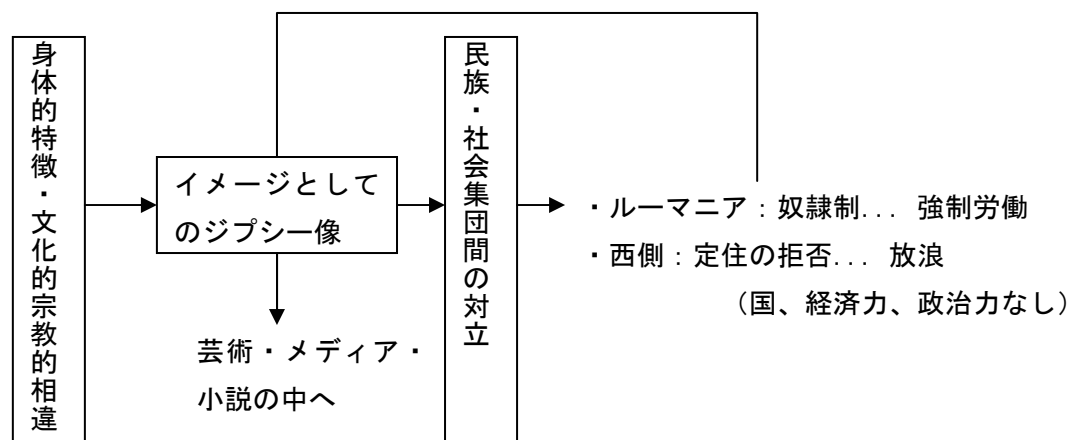 身体的特徴・文化的宗教的相違
イメージとして
のジプシー像
芸術・メディア・
小説の中へ
民族・社会集団間の対立
・ルーマニア：奴隷制... 強制労働
・西側：定住の拒否... 放浪
（国、経済力、政治力なし）